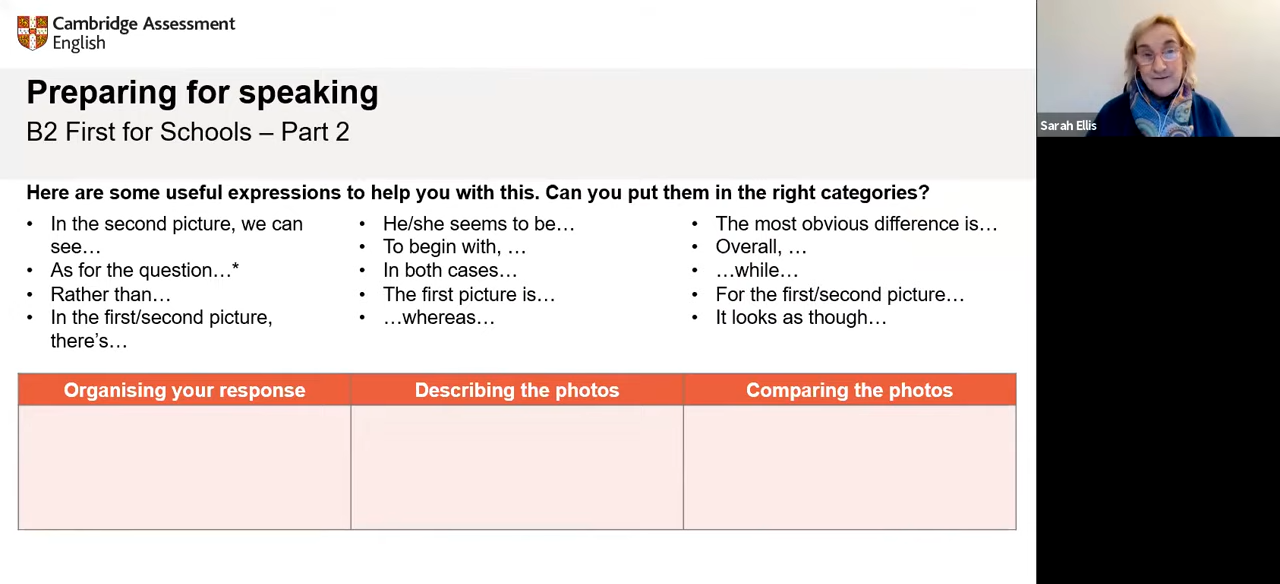 Cambridge Assessment
English
Preparing for speaking
B2 First for Schools – Part 2
Sarah Ellis
Here are some useful expressions to help you with this. Can you put them in the right categories?
• In the second picture, we can
see…
• As for the question…*
• Rather than…
• In the first/second picture,
there's…
• He/she seems to be…
• To begin with, …
• In both cases…
• The first picture is…
• …whereas…
• The most obvious difference is…
• Overall, …
• …while…
• For the first/second picture…
• It looks as though…
Organising your response
Describing the photos
Comparing the photos